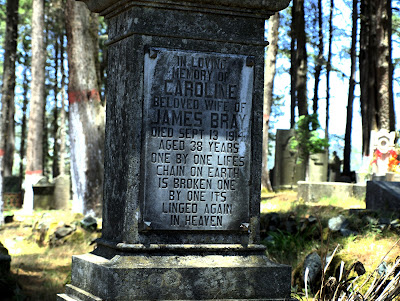 IN LOVING
MEMORY OF
CAROLINE
BELOVED WIFE OF
JAMES BRAY
DIED SEPT 13 1914
AGED 38 YEARS
ONE BY ONE LIFES
CHAIN ON EARTH
IS BROKEN ONE
BY ONE ITS
LINGED AGAIN
IN HEAVEN